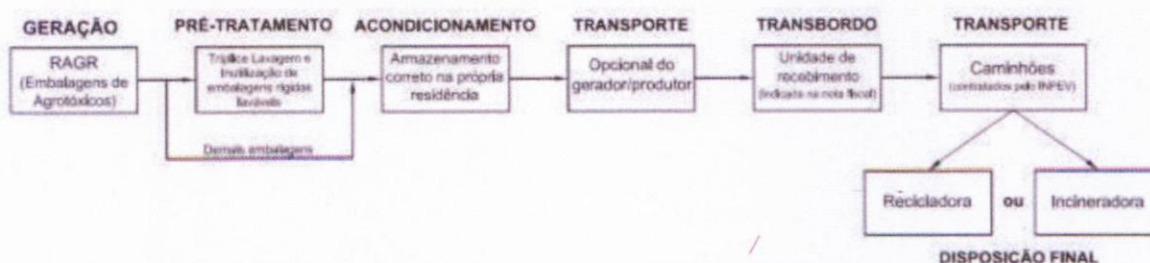 GERAÇÃO
RAGR
(Embalagens de
Agrotóxicos)
PRÉ-TRATAMENTO
Tríplice Lavagem e
Inutilização de
embalagens rígidas
laváveis
Demais embalagens
ACONDICIONAMENTO
Armazenamento
correto na própria
residência
TRANSPORTE
Opcional do
gerador/produtor
TRANSBORDO
Unidade de
recebimento
(indicada na nota fiscal)
TRANSPORTE
Caminhões
(contratados pelo INPEV)
Recicladora
ou
Incineradora
DISPOSIÇÃO FINAL